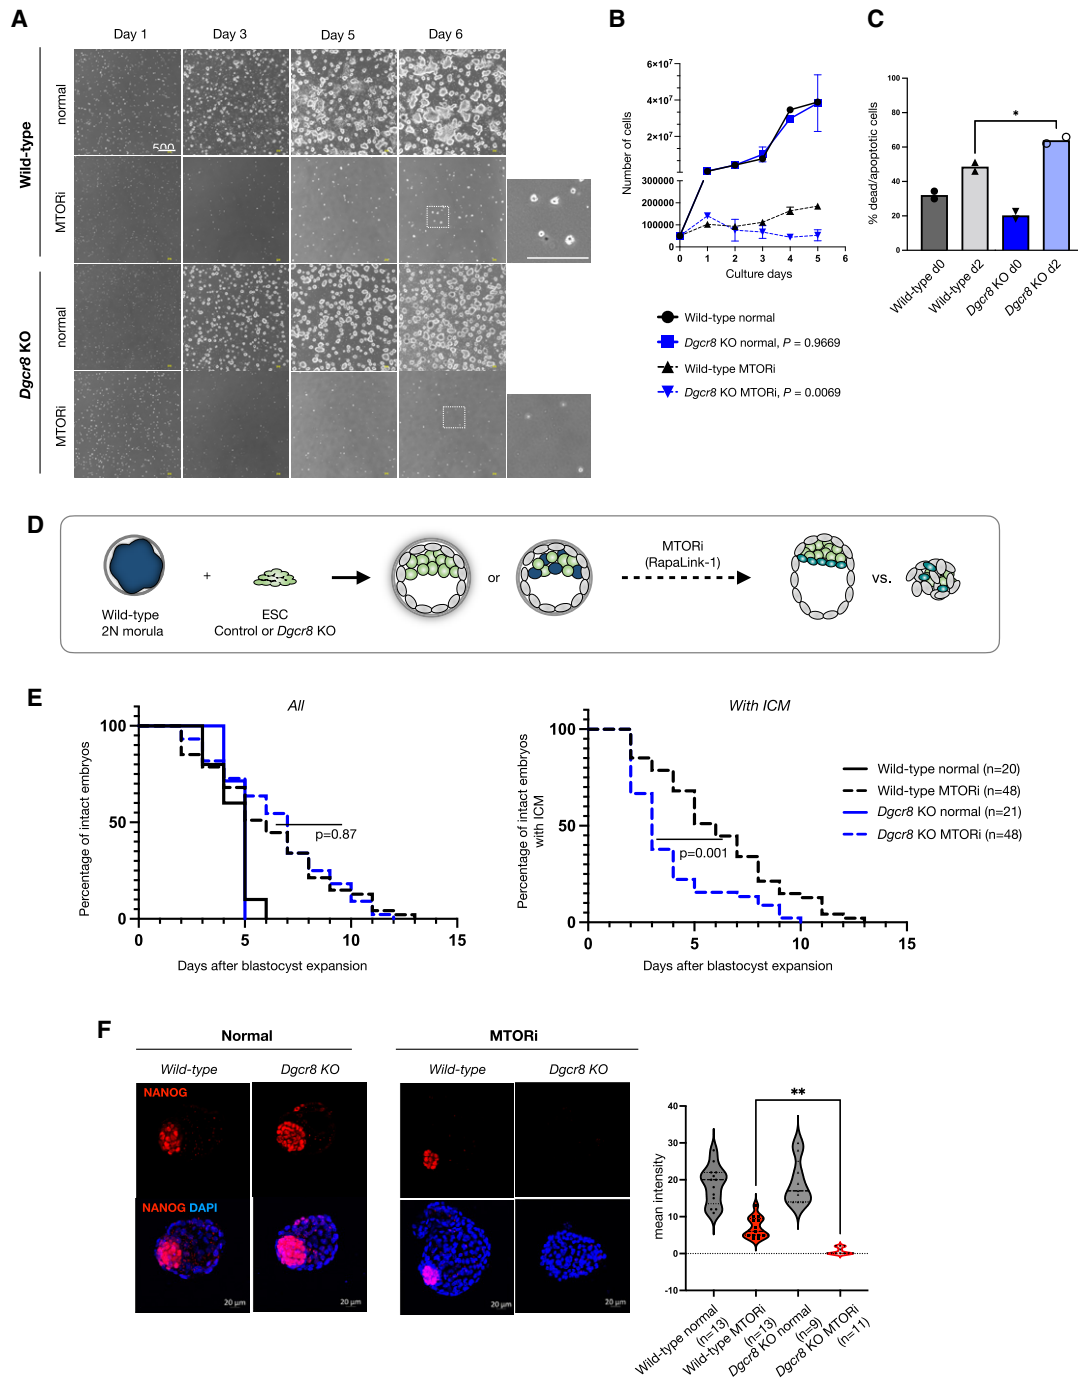 A
Day 1
Day 3
Day 5
Day 6
Wild-type
normal
MTORi
Dgcr8 KO
normal
MTORi
500
B
Number of cells
6×10⁷
4×10⁷
2×10⁷
300000
200000
100000
0
0 1 2 3 4 5 6
Culture days
Wild-type normal
Dgcr8 KO normal, P = 0.9669
Wild-type MTORi
Dgcr8 KO MTORi, P = 0.0069
C
% dead/apoptotic cells
100
80
60
40
20
0
*
Wild-type d0
Wild-type d2
Dgcr8 KO d0
Dgcr8 KO d2
D
Wild-type
2N morula
+
ESC
Control or Dgcr8 KO
or
MTORi
(RapaLink-1)
vs.
E
All
Percentage of intact embryos
100
50
0
0 5 10 15
p=0.87
Days after blastocyst expansion
With ICM
Percentage of intact embryos
with ICM
100
50
0
0 5 10 15
p=0.001
Days after blastocyst expansion
Wild-type normal (n=20)
Wild-type MTORi (n=48)
Dgcr8 KO normal (n=21)
Dgcr8 KO MTORi (n=48)
F
Normal
MTORi
Wild-type
Dgcr8 KO
Wild-type
Dgcr8 KO
NANOG
NANOG DAPI
20 µm
20 µm
20 µm
20 µm
mean intensity
40
30
20
10
0
-10
**
Wild-type normal
(n=13)
Wild-type MTORi
(n=13)
Dgcr8 KO normal
(n=9)
Dgcr8 KO MTORi
(n=11)